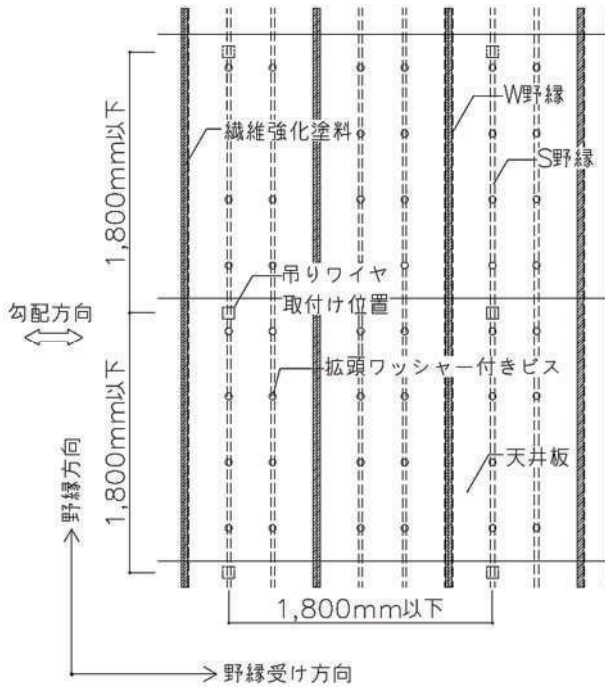 W野縁
繊維強化塗料
S野縁
1,800mm以下
吊りワイヤ
取付け位置
勾配方向
拡頭ワッシャー付きビス
天井板
1,800mm以下
野縁方向
1,800mm以下
野縁受け方向